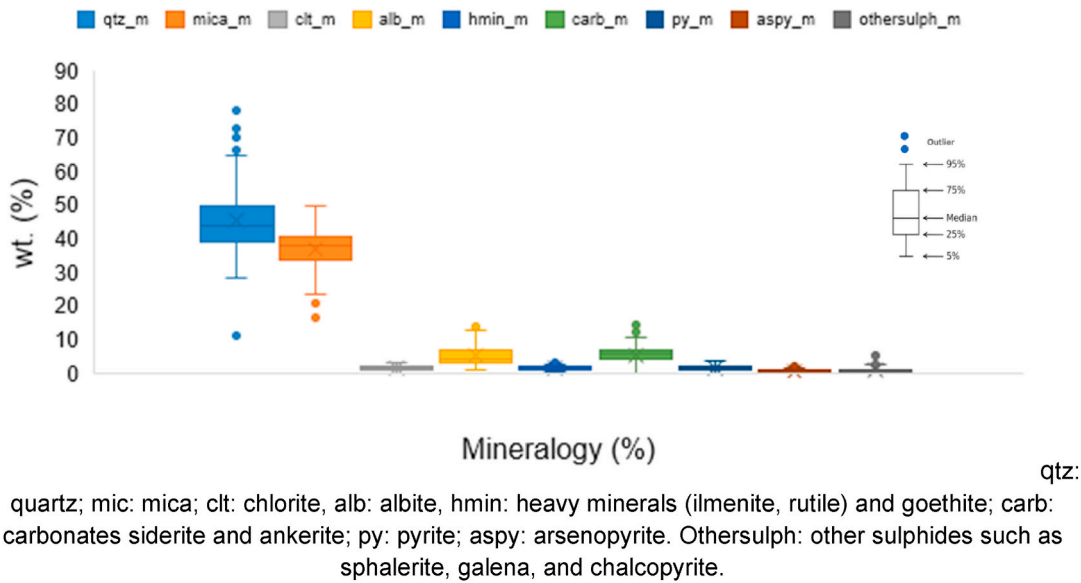 qtz_m mica_m clt_m alb_m hmin_m carb_m py_m aspy_m othersulph_m
90
80
70
60
50
40
30
20
10
0
wt. (%)
Outlier
95%
75%
Median
25%
5%
Mineralogy (%)
qtz:
quartz; mic: mica; clt: chlorite, alb: albite, hmin: heavy minerals (ilmenite, rutile) and goethite; carb:
carbonates siderite and ankerite; py: pyrite; aspy: arsenopyrite. Othersulph: other sulphides such as
sphalerite, galena, and chalcopyrite.